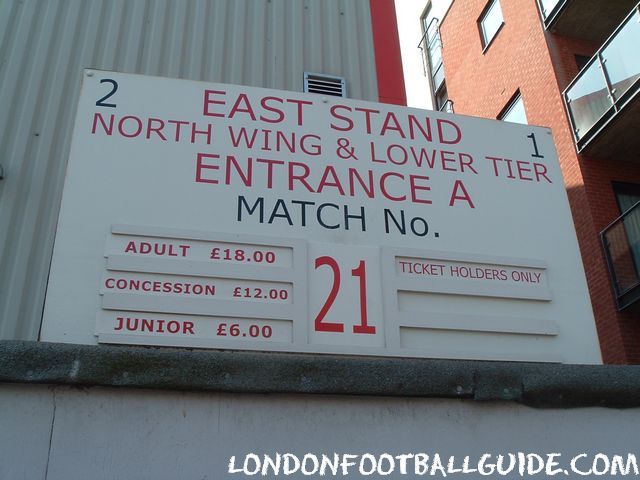 2
1
EAST STAND
NORTH WING & LOWER TIER
ENTRANCE A
MATCH No.
ADULT £18.00
CONCESSION £12.00
JUNIOR £6.00
21
TICKET HOLDERS ONLY
LONDONFOOTBALLGUIDE.COM